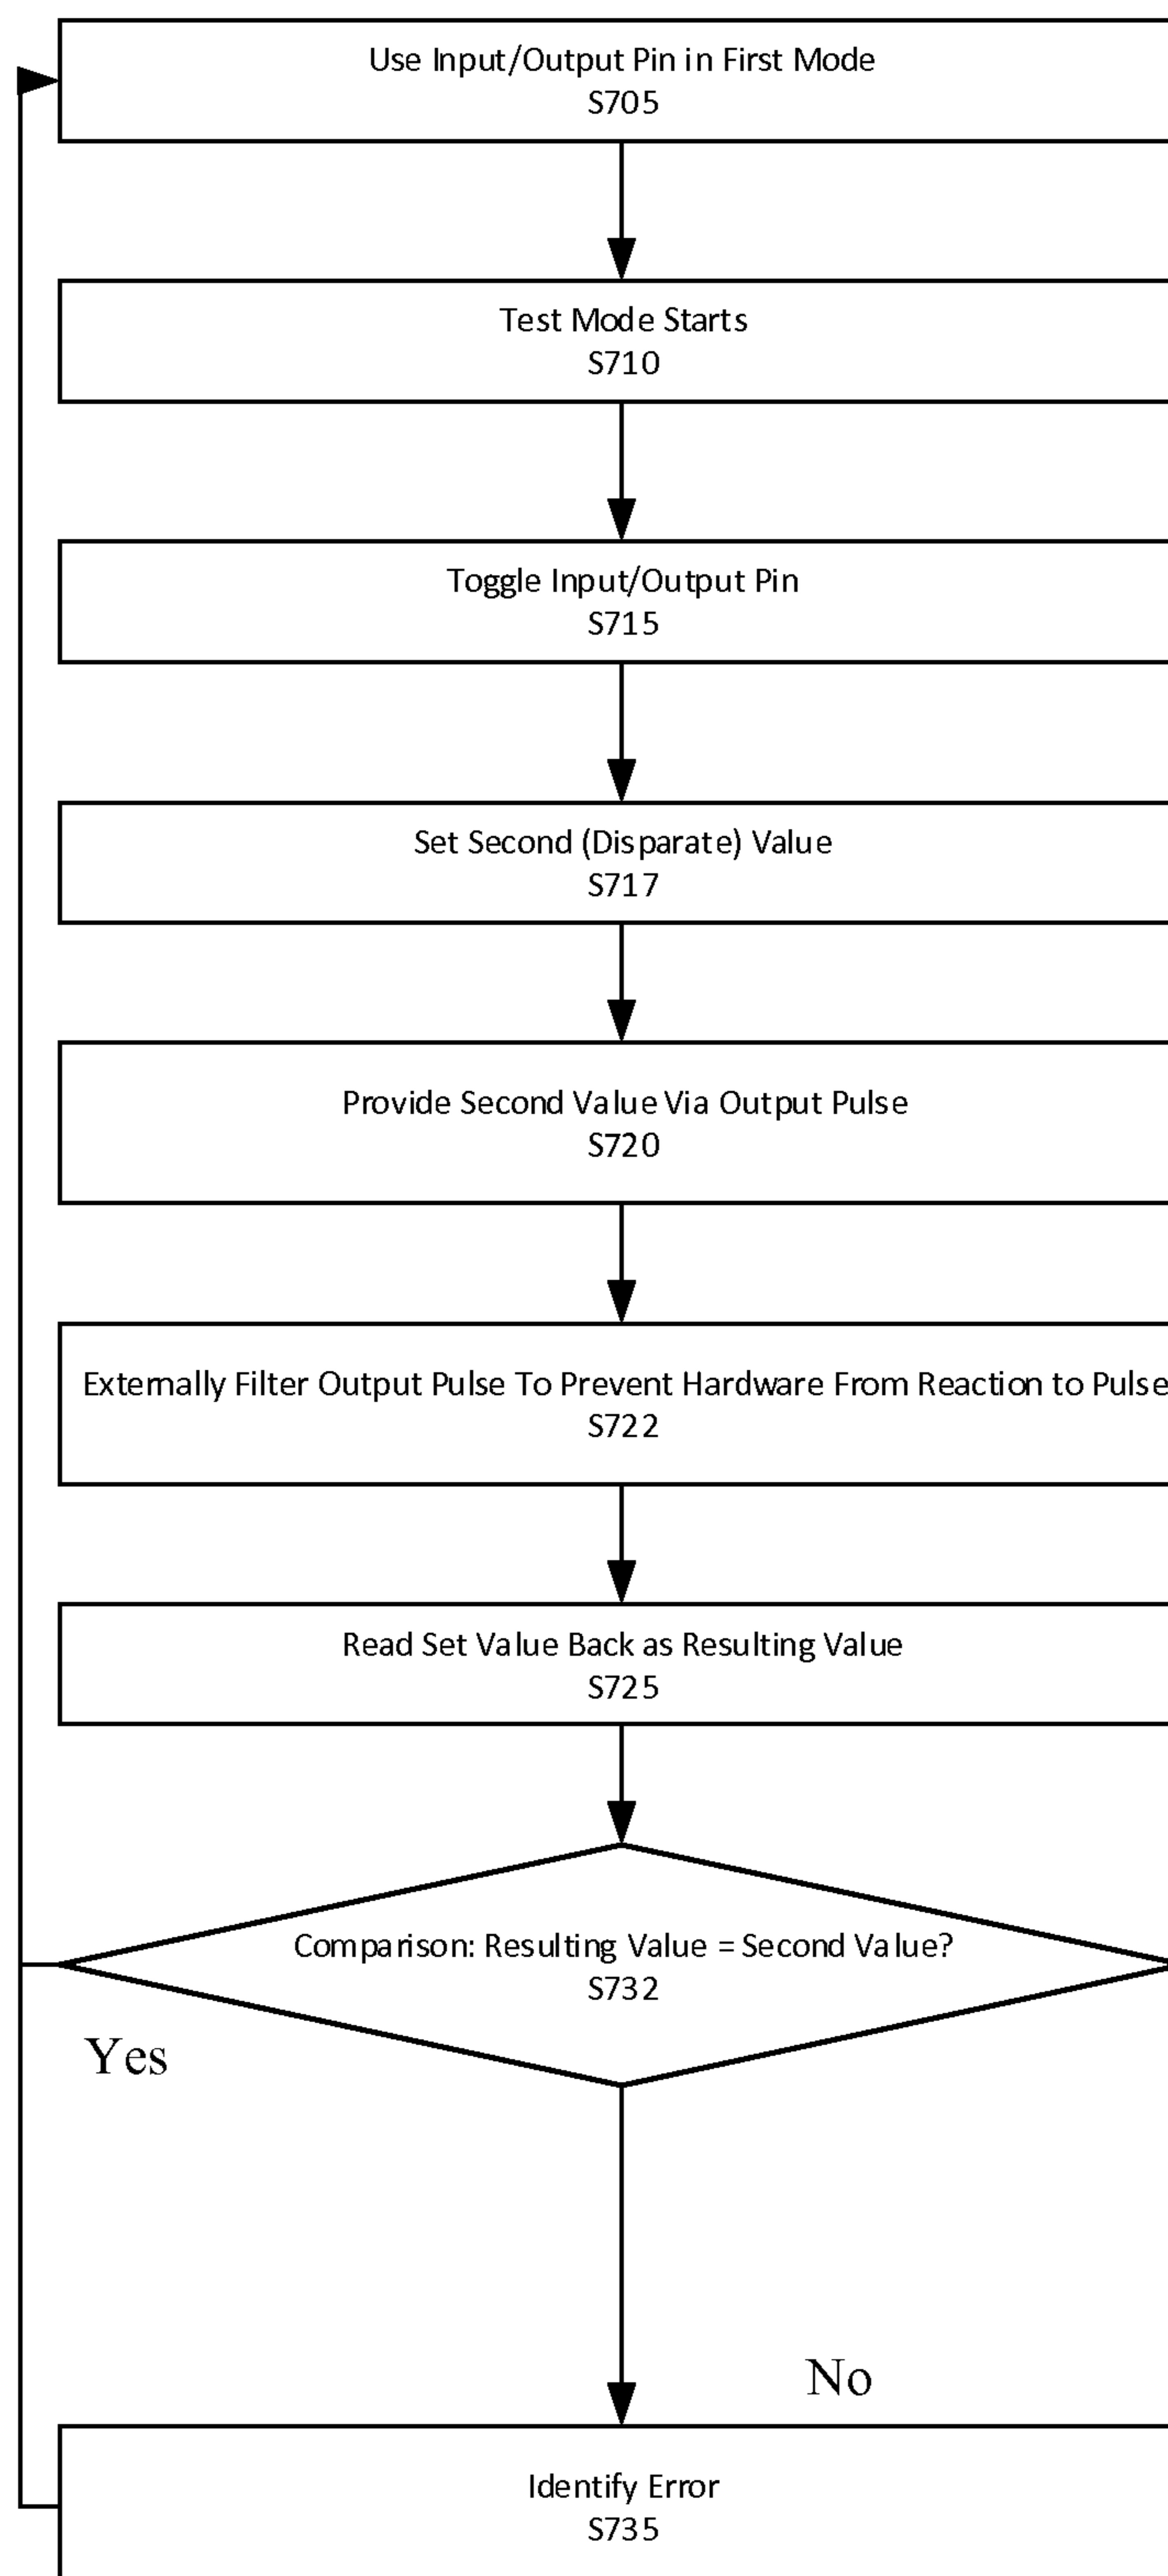 Use Input/Output Pin in First Mode
S705
Test Mode Starts
S710
Toggle Input/Output Pin
S715
Set Second (Disparate) Value
S717
Provide Second Value Via Output Pulse
S720
Externally Filter Output Pulse To Prevent Hardware From Reaction to Pulse
S722
Read Set Value Back as Resulting Value
S725
Comparison: Resulting Value = Second Value?
S732
Yes
No
Identify Error
S735